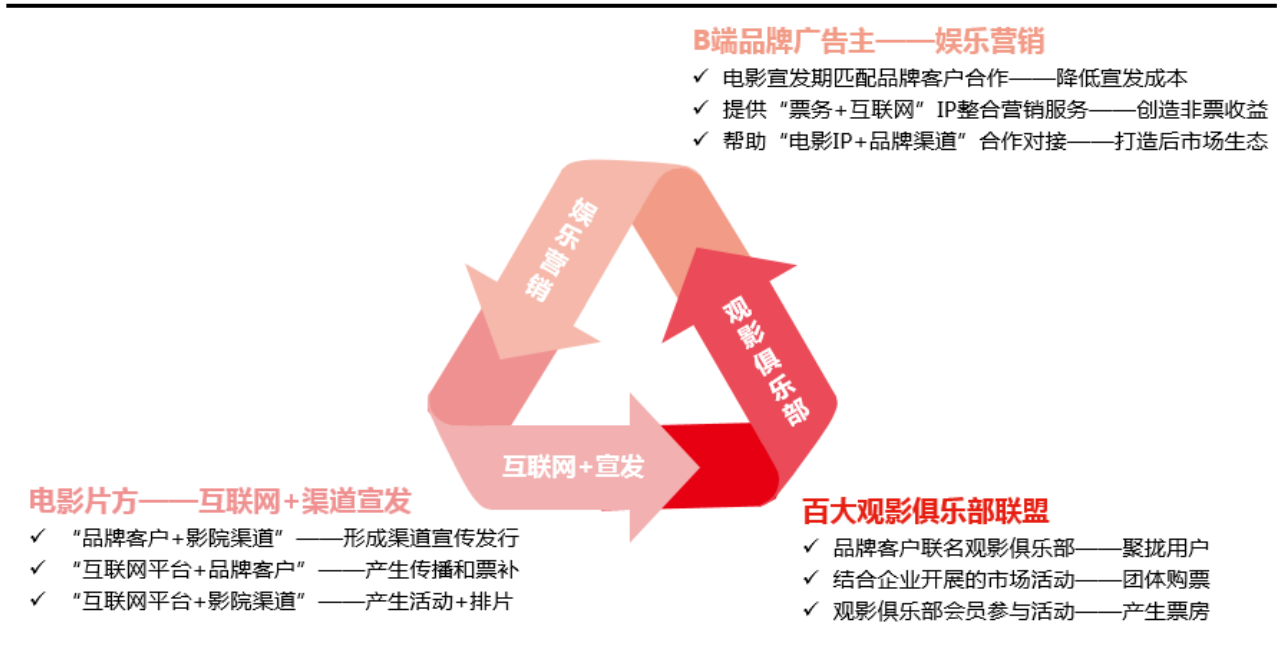 B端品牌广告主——娱乐营销
✓ 电影宣发期匹配品牌客户合作——降低宣发成本
✓ 提供“票务+互联网”IP整合营销服务——创造非票收益
✓ 帮助“电影IP+品牌渠道”合作对接——打造后市场生态
娱乐营销
观影俱乐部
互联网+宣发
电影片方——互联网+渠道宣发
✓ “品牌客户+影院渠道”——形成渠道宣传发行
✓ “互联网平台+品牌客户”——产生传播和票补
✓ “互联网平台+影院渠道”——产生活动+排片
百大观影俱乐部联盟
✓ 品牌客户联名观影俱乐部——聚拢用户
✓ 结合企业开展的市场活动——团体购票
✓ 观影俱乐部会员参与活动——产生票房